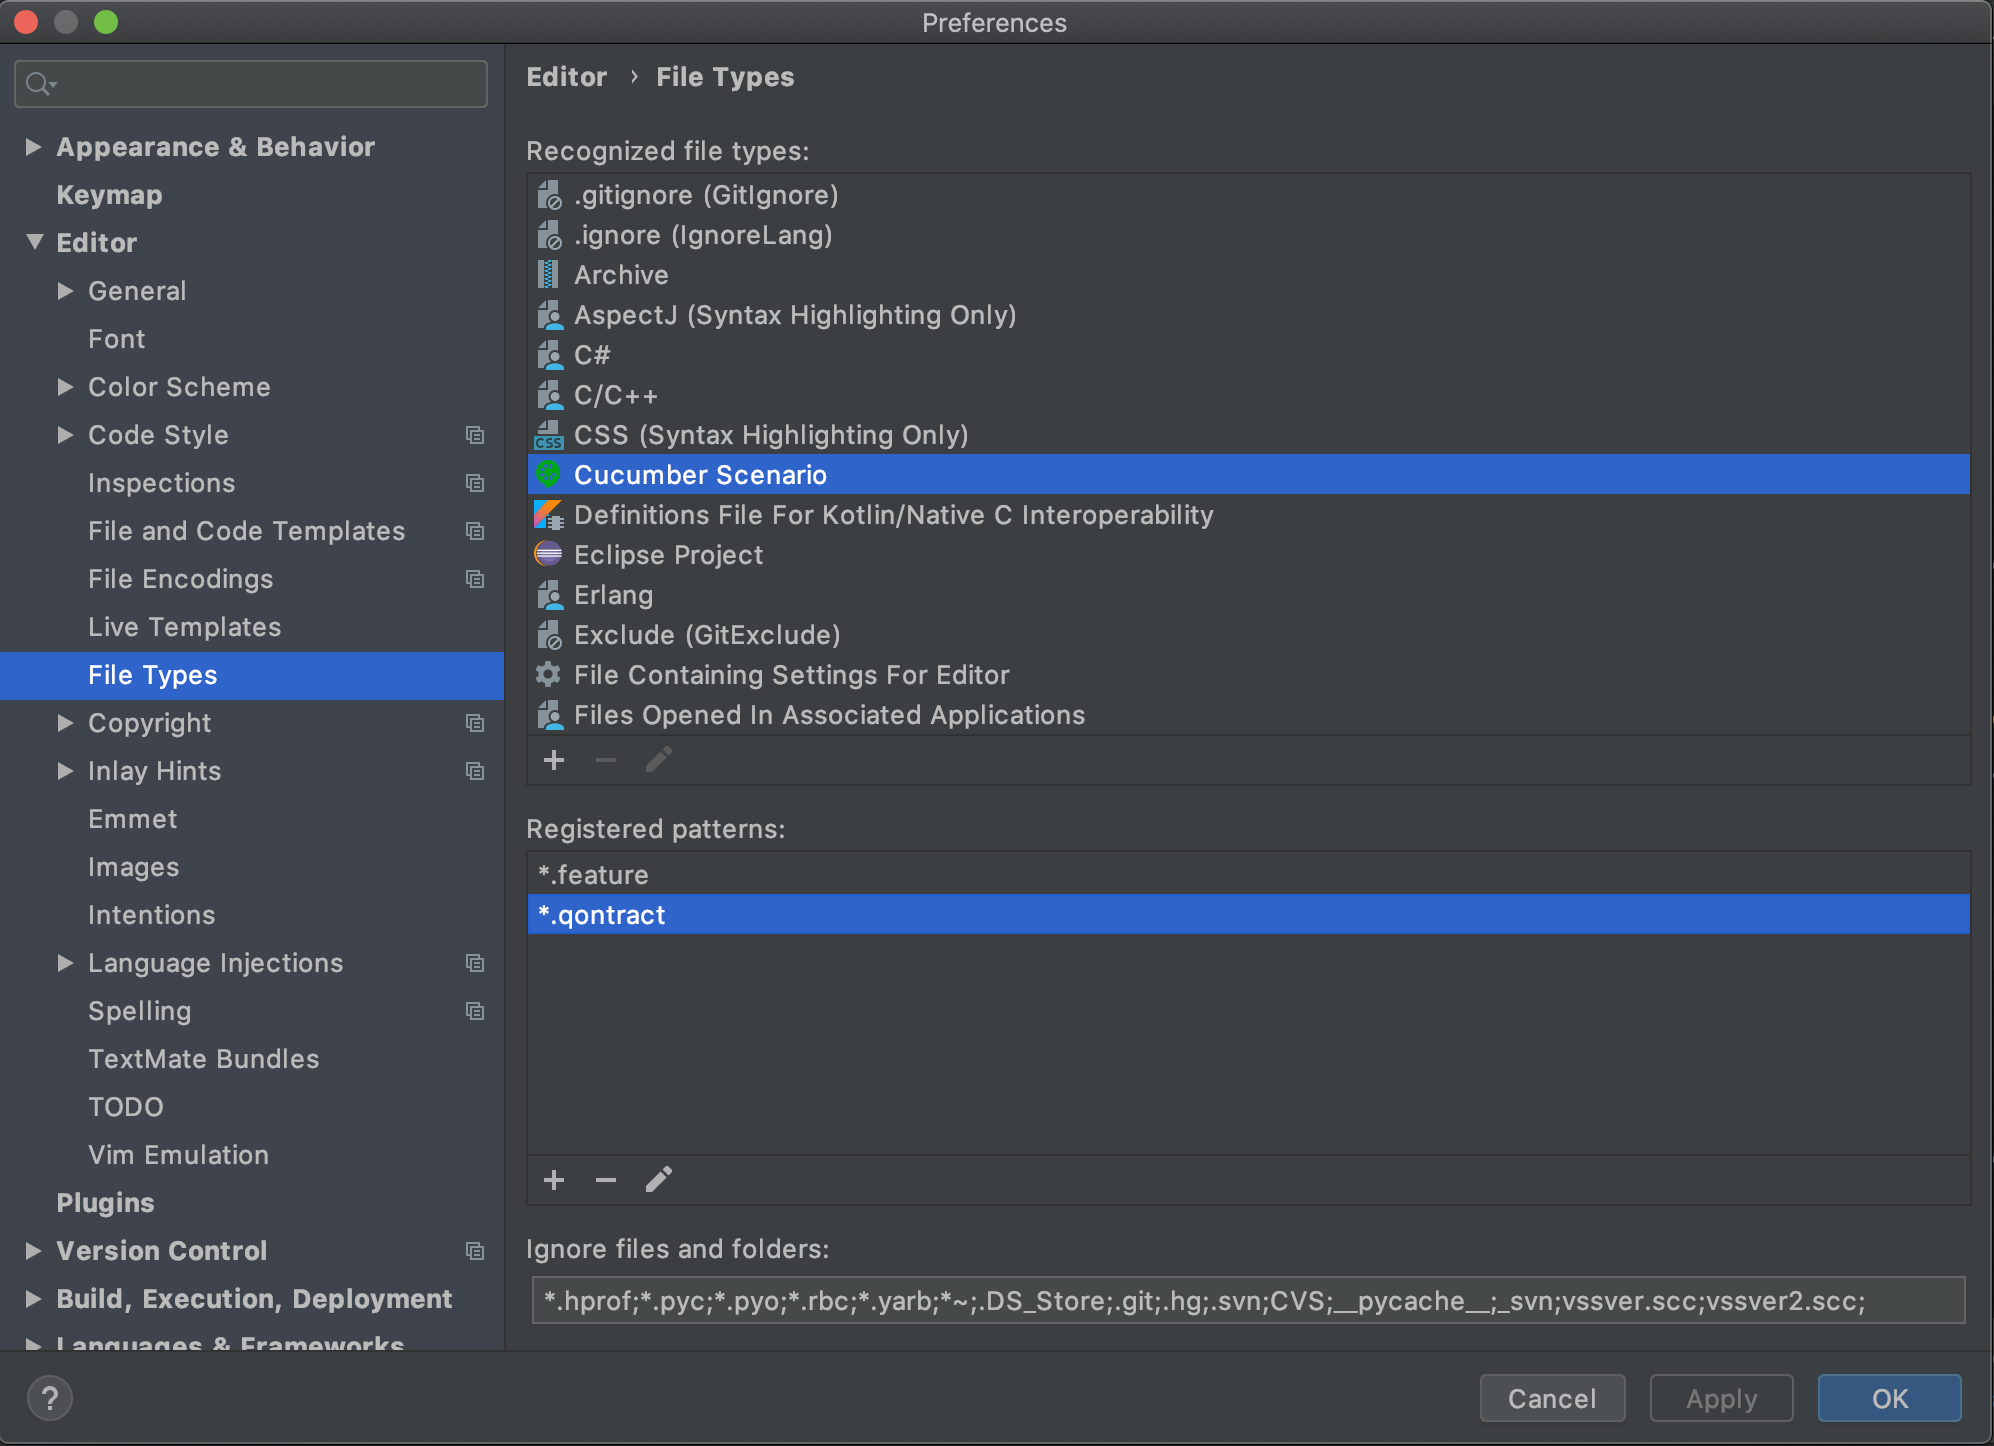 Preferences
Appearance & Behavior
Keymap
Editor
General
Font
Color Scheme
Code Style
Inspections
File and Code Templates
File Encodings
Live Templates
File Types
Copyright
Inlay Hints
Emmet
Images
Intentions
Language Injections
Spelling
TextMate Bundles
TODO
Vim Emulation
Plugins
Version Control
Build, Execution, Deployment
Languages & Frameworks
Editor › File Types
Recognized file types:
.gitignore (GitIgnore)
.ignore (IgnoreLang)
Archive
AspectJ (Syntax Highlighting Only)
C#
C/C++
CSS (Syntax Highlighting Only)
Cucumber Scenario
Definitions File For Kotlin/Native C Interoperability
Eclipse Project
Erlang
Exclude (GitExclude)
File Containing Settings For Editor
Files Opened In Associated Applications
Registered patterns:
*.feature
*.qontract
Ignore files and folders:
*.hprof;*.pyc;*.pyo;*.rbc;*.yarb;*~;.DS_Store;.git;.hg;.svn;CVS;__pycache__;_svn;vssver.scc;vssver2.scc;
?
Cancel
Apply
OK